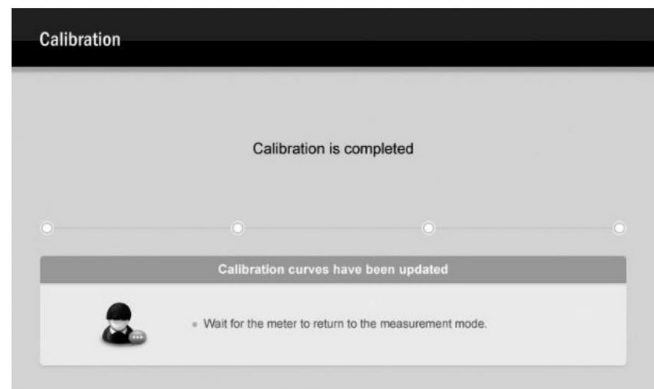 Calibration
Calibration is completed
Calibration curves have been updated
Wait for the meter to return to the measurement mode.